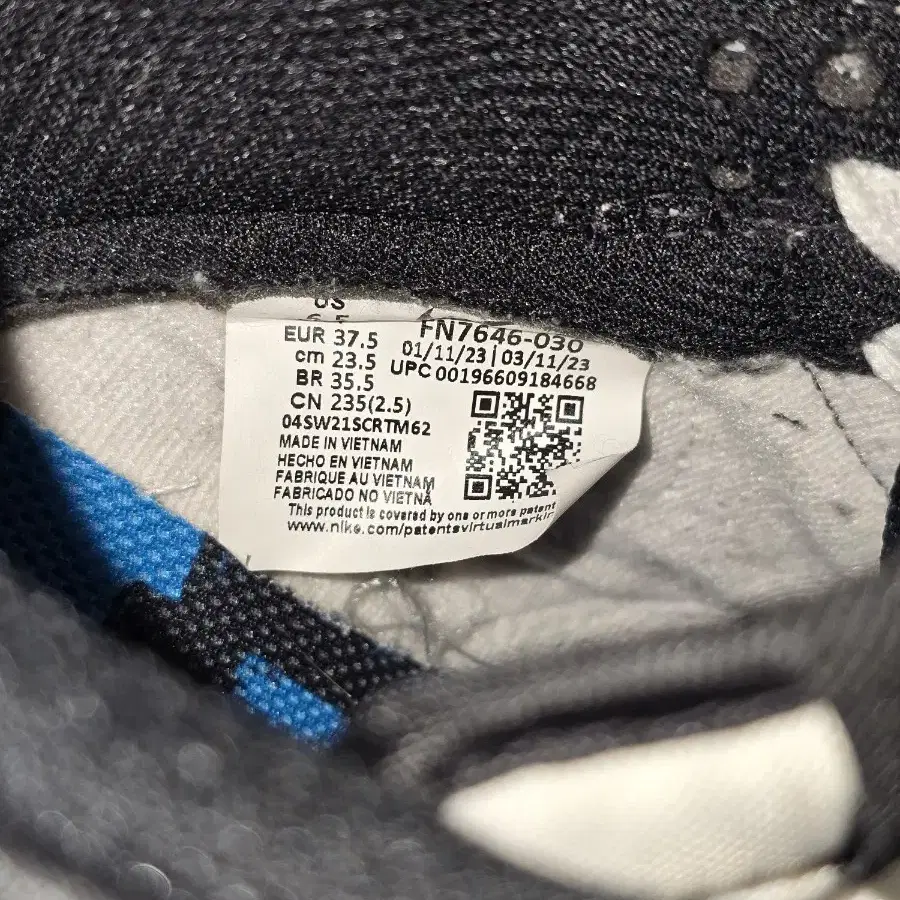 US
FN7646-030
EUR 37.5
01/11/23 | 03/11/23
cm 23.5
UPC 00196609184668
BR 35.5
CN 235(2.5)
04SW21SCRTM62
MADE IN VIETNAM
HECHO EN VIETNAM
FABRIQUE AU VIETNAM
FABRICADO NO VIETNÃ
This product is covered by one or more patent
www.nike.com/patentsvirtualmarkin